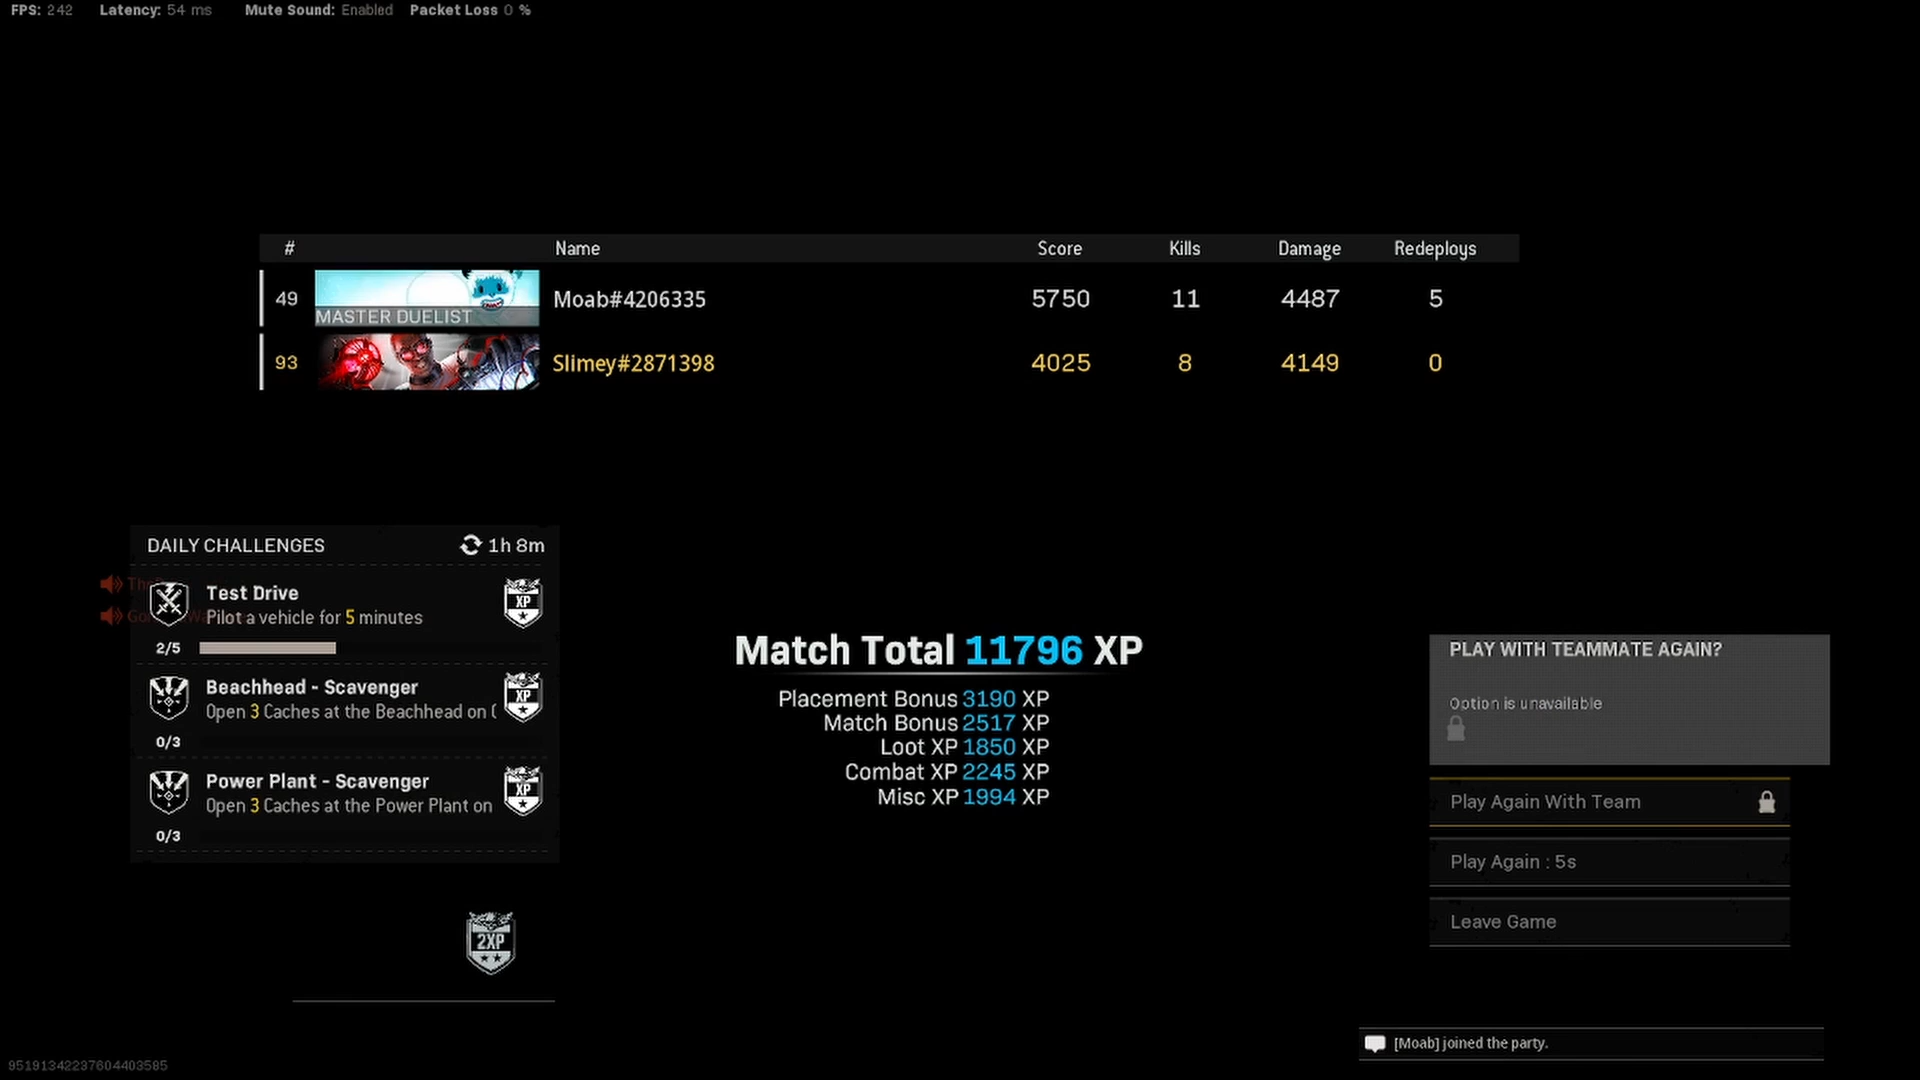 FPS: 242 Latency: 54 ms Mute Sound: Enabled Packet Loss 0 %
# Name Score Kills Damage Redeploys
49 MASTER DUELIST Moab#4206335 5750 11 4487 5
93 Slimey#2871398 4025 8 4149 0
DAILY CHALLENGES 1h 8m
Test Drive
Pilot a vehicle for 5 minutes
XP
2/5
Beachhead - Scavenger
Open 3 Caches at the Beachhead on
XP
0/3
Power Plant - Scavenger
Open 3 Caches at the Power Plant on
XP
0/3
2XP
Match Total 11796 XP
Placement Bonus 3190 XP
Match Bonus 2517 XP
Loot XP 1850 XP
Combat XP 2245 XP
Misc XP 1994 XP
PLAY WITH TEAMMATE AGAIN?
Option is unavailable
Play Again With Team
Play Again : 5s
Leave Game
[Moab] joined the party.
95191342237604403585